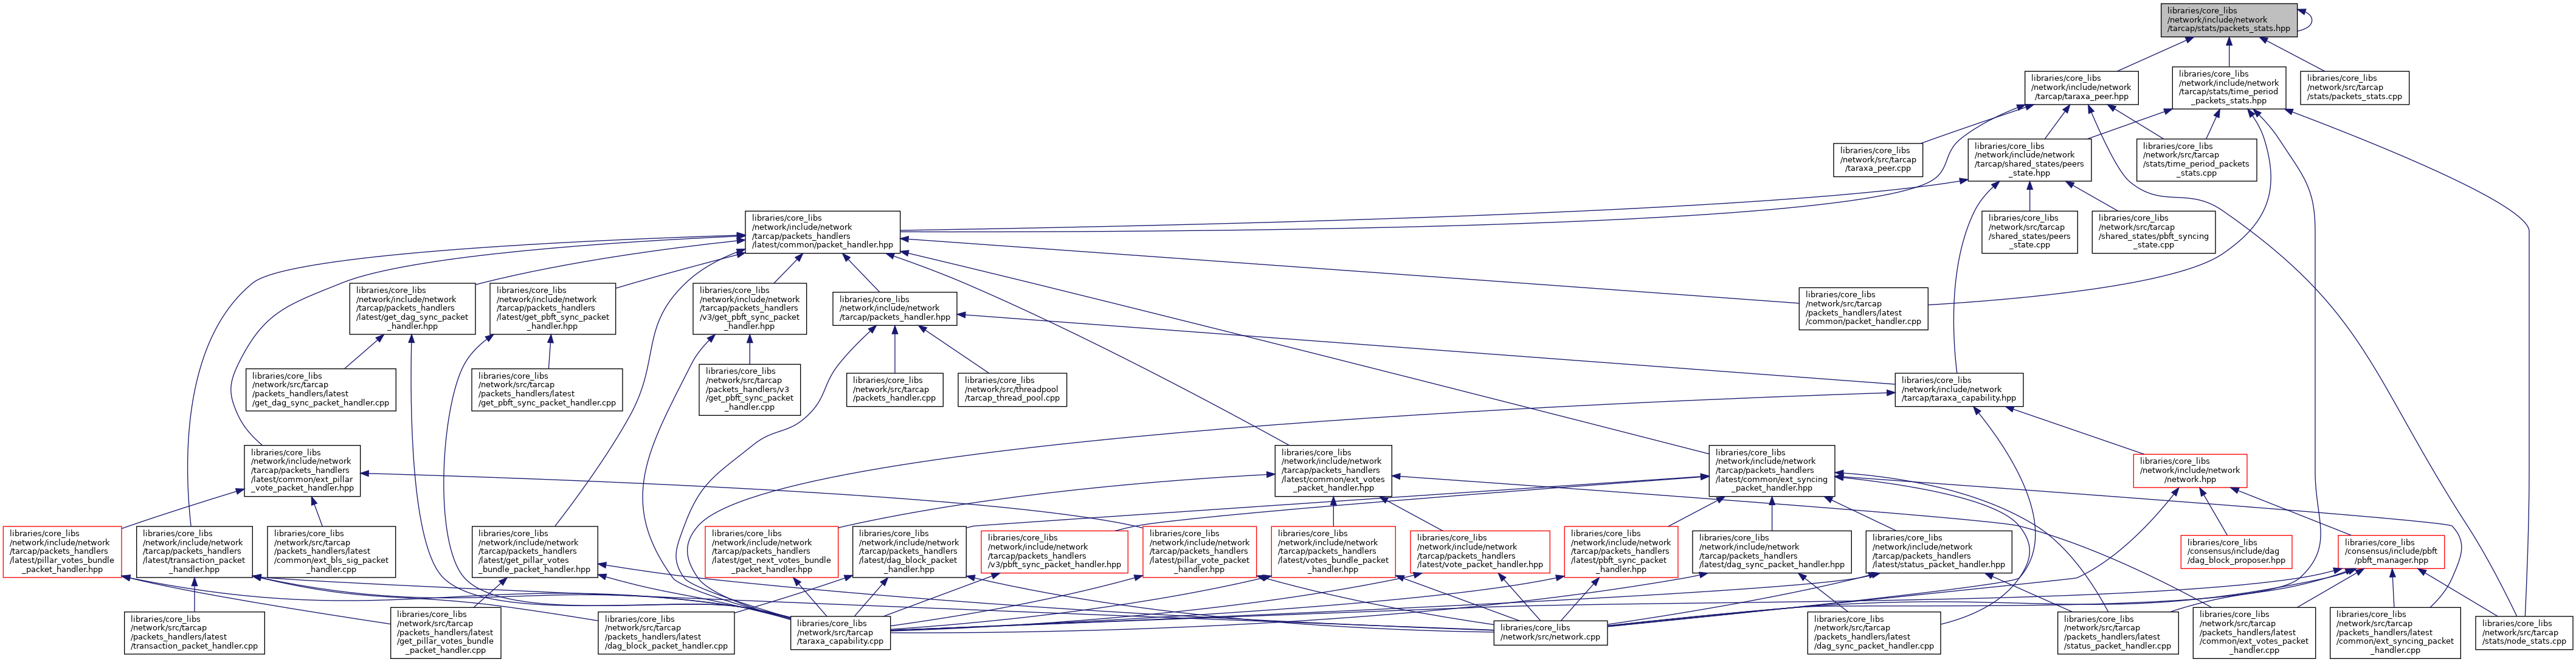 libraries/core_libs
/network/include/network
/tarcap/stats/packets_stats.hpp
libraries/core_libs
/network/include/network
/tarcap/taraxa_peer.hpp
libraries/core_libs
/network/include/network
/tarcap/stats/time_period
_packets_stats.hpp
libraries/core_libs
/network/src/tarcap
/stats/packets_stats.cpp
libraries/core_libs
/network/src/tarcap
/taraxa_peer.cpp
libraries/core_libs
/network/include/network
/tarcap/shared_states/peers
_state.hpp
libraries/core_libs
/network/src/tarcap
/stats/time_period_packets
_stats.cpp
libraries/core_libs
/network/include/network
/tarcap/packets_handlers
/latest/common/packet_handler.hpp
libraries/core_libs
/network/src/tarcap
/shared_states/peers
_state.cpp
libraries/core_libs
/network/src/tarcap
/shared_states/pbft_syncing
_state.cpp
libraries/core_libs
/network/include/network
/tarcap/packets_handlers
/latest/get_dag_sync_packet
_handler.hpp
libraries/core_libs
/network/include/network
/tarcap/packets_handlers
/latest/get_pbft_sync_packet
_handler.hpp
libraries/core_libs
/network/include/network
/tarcap/packets_handlers
/v3/get_pbft_sync_packet
_handler.hpp
libraries/core_libs
/network/include/network
/tarcap/packets_handler.hpp
libraries/core_libs
/network/src/tarcap
/packets_handlers/latest
/common/packet_handler.cpp
libraries/core_libs
/network/src/tarcap
/packets_handlers/latest
/get_dag_sync_packet_handler.cpp
libraries/core_libs
/network/src/tarcap
/packets_handlers/latest
/get_pbft_sync_packet_handler.cpp
libraries/core_libs
/network/src/tarcap
/packets_handlers/v3
/get_pbft_sync_packet
_handler.cpp
libraries/core_libs
/network/src/tarcap
/packets_handler.cpp
libraries/core_libs
/network/src/threadpool
/tarcap_thread_pool.cpp
libraries/core_libs
/network/include/network
/tarcap/taraxa_capability.hpp
libraries/core_libs
/network/include/network
/tarcap/packets_handlers
/latest/common/ext_pillar
_vote_packet_handler.hpp
libraries/core_libs
/network/include/network
/tarcap/packets_handlers
/latest/common/ext_votes
_packet_handler.hpp
libraries/core_libs
/network/include/network
/tarcap/packets_handlers
/latest/common/ext_syncing
_packet_handler.hpp
libraries/core_libs
/network/include/network
/network.hpp
libraries/core_libs
/network/include/network
/tarcap/packets_handlers
/latest/pillar_votes_bundle
_packet_handler.hpp
libraries/core_libs
/network/include/network
/tarcap/packets_handlers
/latest/transaction_packet
_handler.hpp
libraries/core_libs
/network/src/tarcap
/packets_handlers/latest
/common/ext_bls_sig_packet
_handler.cpp
libraries/core_libs
/network/include/network
/tarcap/packets_handlers
/latest/get_pillar_votes
_bundle_packet_handler.hpp
libraries/core_libs
/network/include/network
/tarcap/packets_handlers
/latest/get_next_votes_bundle
_packet_handler.hpp
libraries/core_libs
/network/include/network
/tarcap/packets_handlers
/latest/dag_block_packet
_handler.hpp
libraries/core_libs
/network/include/network
/tarcap/packets_handlers
/v3/pbft_sync_packet_handler.hpp
libraries/core_libs
/network/include/network
/tarcap/packets_handlers
/latest/pillar_vote_packet
_handler.hpp
libraries/core_libs
/network/include/network
/tarcap/packets_handlers
/latest/votes_bundle_packet
_handler.hpp
libraries/core_libs
/network/include/network
/tarcap/packets_handlers
/latest/vote_packet_handler.hpp
libraries/core_libs
/network/include/network
/tarcap/packets_handlers
/latest/pbft_sync_packet
_handler.hpp
libraries/core_libs
/network/include/network
/tarcap/packets_handlers
/latest/dag_sync_packet_handler.hpp
libraries/core_libs
/network/include/network
/tarcap/packets_handlers
/latest/status_packet_handler.hpp
libraries/core_libs
/consensus/include/dag
/dag_block_proposer.hpp
libraries/core_libs
/consensus/include/pbft
/pbft_manager.hpp
libraries/core_libs
/network/src/tarcap
/packets_handlers/latest
/transaction_packet_handler.cpp
libraries/core_libs
/network/src/tarcap
/packets_handlers/latest
/get_pillar_votes_bundle
_packet_handler.cpp
libraries/core_libs
/network/src/tarcap
/packets_handlers/latest
/dag_block_packet_handler.cpp
libraries/core_libs
/network/src/tarcap
/taraxa_capability.cpp
libraries/core_libs
/network/src/network.cpp
libraries/core_libs
/network/src/tarcap
/packets_handlers/latest
/dag_sync_packet_handler.cpp
libraries/core_libs
/network/src/tarcap
/packets_handlers/latest
/status_packet_handler.cpp
libraries/core_libs
/network/src/tarcap
/packets_handlers/latest
/common/ext_votes_packet
_handler.cpp
libraries/core_libs
/network/src/tarcap
/packets_handlers/latest
/common/ext_syncing_packet
_handler.cpp
libraries/core_libs
/network/src/tarcap
/stats/node_stats.cpp